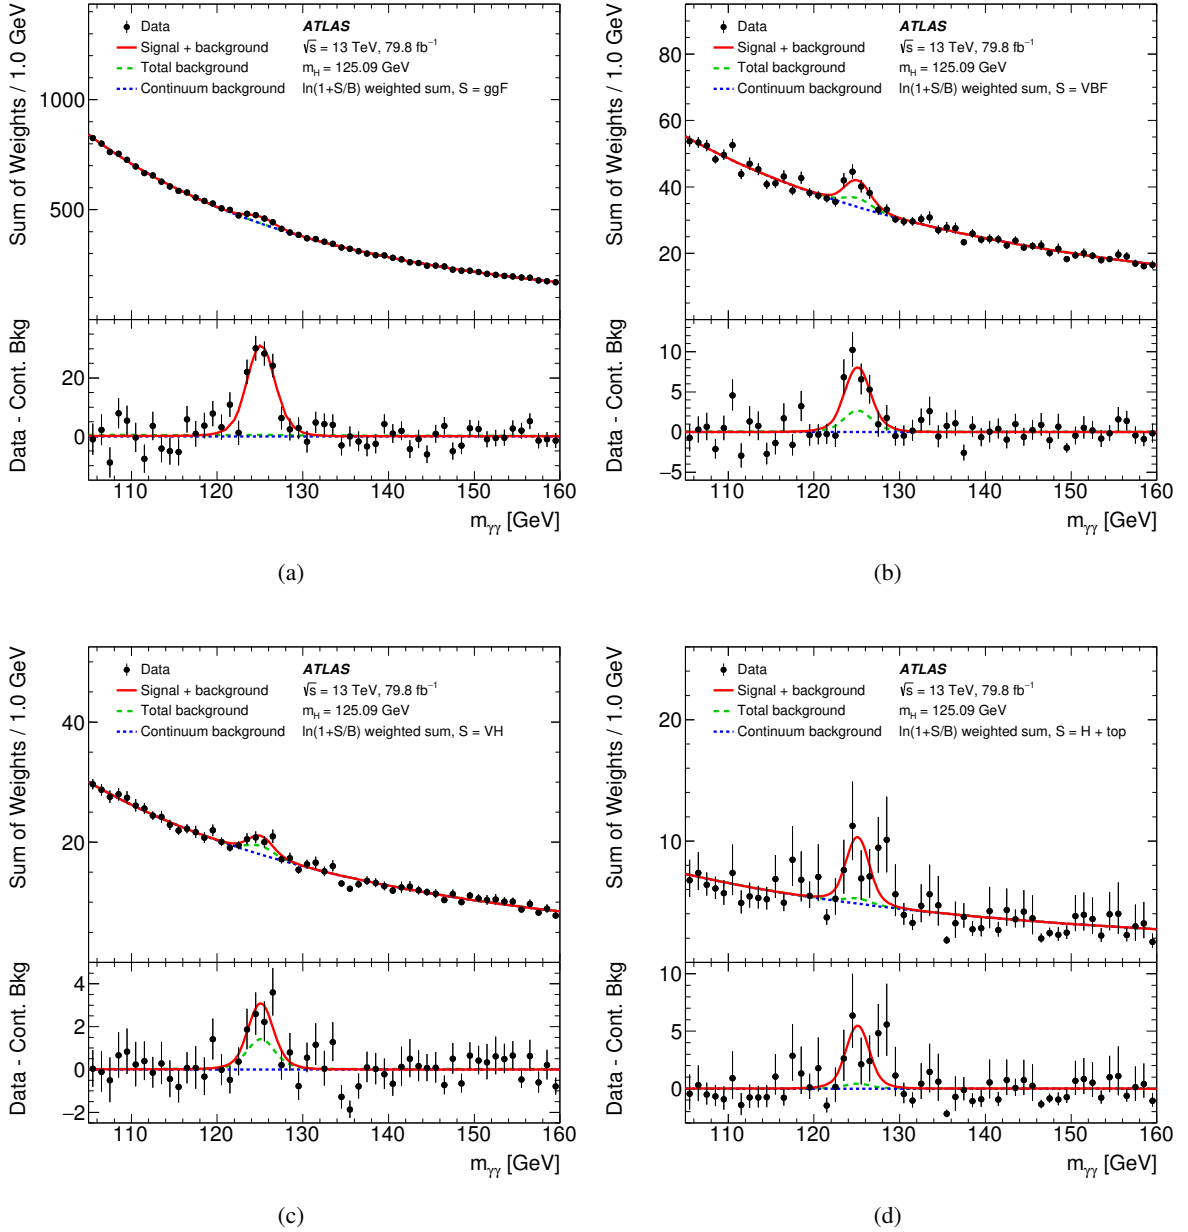 Sum of Weights / 1.0 GeV
1000
500
Data
Signal + background
Total background
Continuum background
ATLAS
√s = 13 TeV, 79.8 fb⁻¹
m_H = 125.09 GeV
ln(1+S/B) weighted sum, S = ggF
Data - Cont. Bkg
20
0
110 120 130 140 150 160
m_γγ [GeV]
(a)
Sum of Weights / 1.0 GeV
80
60
40
20
Data
Signal + background
Total background
Continuum background
ATLAS
√s = 13 TeV, 79.8 fb⁻¹
m_H = 125.09 GeV
ln(1+S/B) weighted sum, S = VBF
Data - Cont. Bkg
10
5
0
−5
110 120 130 140 150 160
m_γγ [GeV]
(b)
Sum of Weights / 1.0 GeV
40
20
Data
Signal + background
Total background
Continuum background
ATLAS
√s = 13 TeV, 79.8 fb⁻¹
m_H = 125.09 GeV
ln(1+S/B) weighted sum, S = VH
Data - Cont. Bkg
4
2
0
−2
110 120 130 140 150 160
m_γγ [GeV]
(c)
Sum of Weights / 1.0 GeV
20
10
Data
Signal + background
Total background
Continuum background
ATLAS
√s = 13 TeV, 79.8 fb⁻¹
m_H = 125.09 GeV
ln(1+S/B) weighted sum, S = H + top
Data - Cont. Bkg
10
5
0
110 120 130 140 150 160
m_γγ [GeV]
(d)